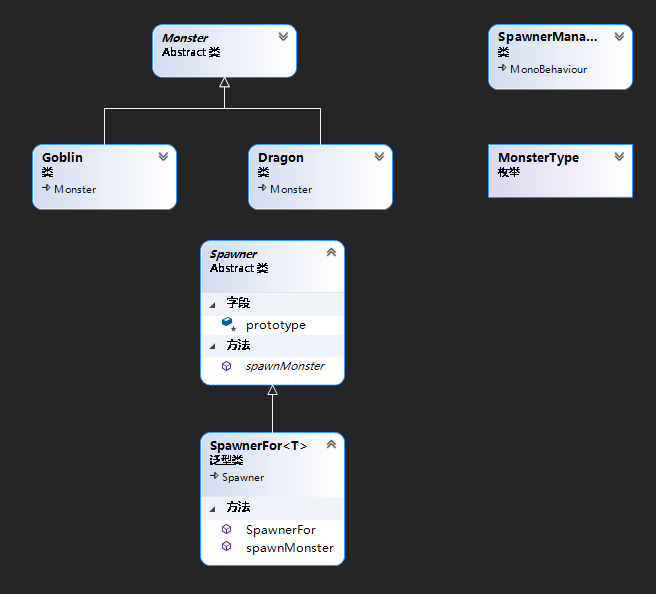 Monster
Abstract 类
SpawnerMana...
类
MonoBehaviour
Goblin
类
Monster
Dragon
类
Monster
MonsterType
枚举
Spawner
Abstract 类
字段
prototype
方法
spawnMonster
SpawnerFor<T>
泛型类
Spawner
方法
SpawnerFor
spawnMonster